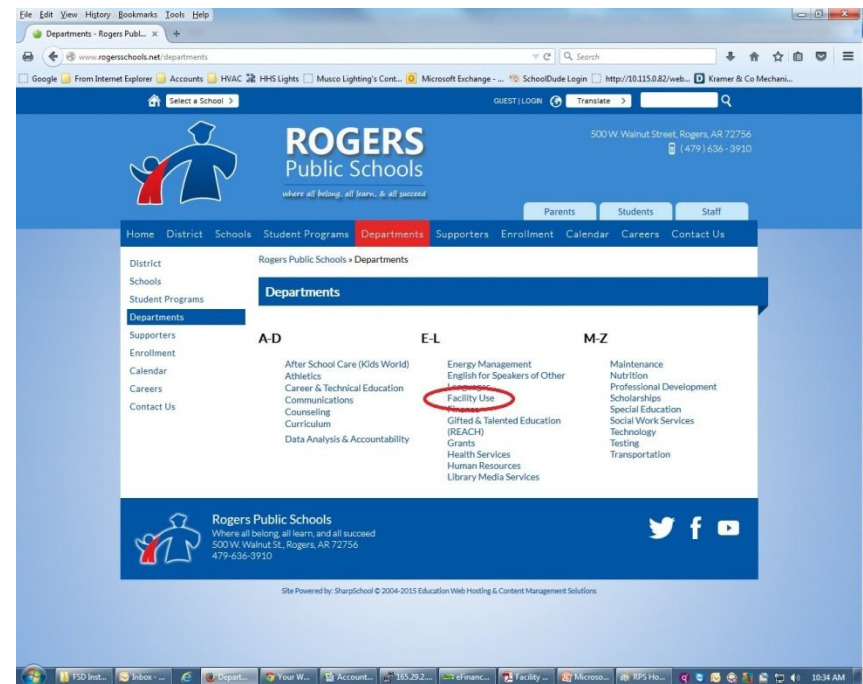 File Edit View History Bookmarks Tools Help
Departments - Rogers Publ... × +
www.rogersschools.net/departments Search
Google From Internet Explorer Accounts HVAC HHS Lights Musco Lighting's Cont... Microsoft Exchange - ... SchoolDude Login http://10.115.0.82/web... Kramer & Co Mechani...
Select a School > GUEST | LOGIN Translate >
ROGERS
Public Schools
where all belong, all learn, & all succeed
500 W. Walnut Street, Rogers, AR 72756
(479) 636-3910
Parents Students Staff
Home District Schools Student Programs Departments Supporters Enrollment Calendar Careers Contact Us
District
Schools
Student Programs
Departments
Supporters
Enrollment
Calendar
Careers
Contact Us
Rogers Public Schools » Departments
Departments
A-D
After School Care (Kids World)
Athletics
Career & Technical Education
Communications
Counseling
Curriculum
Data Analysis & Accountability
E-L
Energy Management
English for Speakers of Other
Languages
Facility Use
Finance
Gifted & Talented Education
(REACH)
Grants
Health Services
Human Resources
Library Media Services
M-Z
Maintenance
Nutrition
Professional Development
Scholarships
Special Education
Social Work Services
Technology
Testing
Transportation
Rogers Public Schools
Where all belong, all learn, and all succeed
500 W. Walnut St., Rogers, AR 72756
479-636-3910
Site Powered by: SharpSchool © 2004-2015 Education Web Hosting & Content Management Solutions
FSD Inst... Inbox - ... Depart... Your W... Account... 165.29.2.... eFinanc... Facility ... Microso... RPS Ho... 10:34 AM